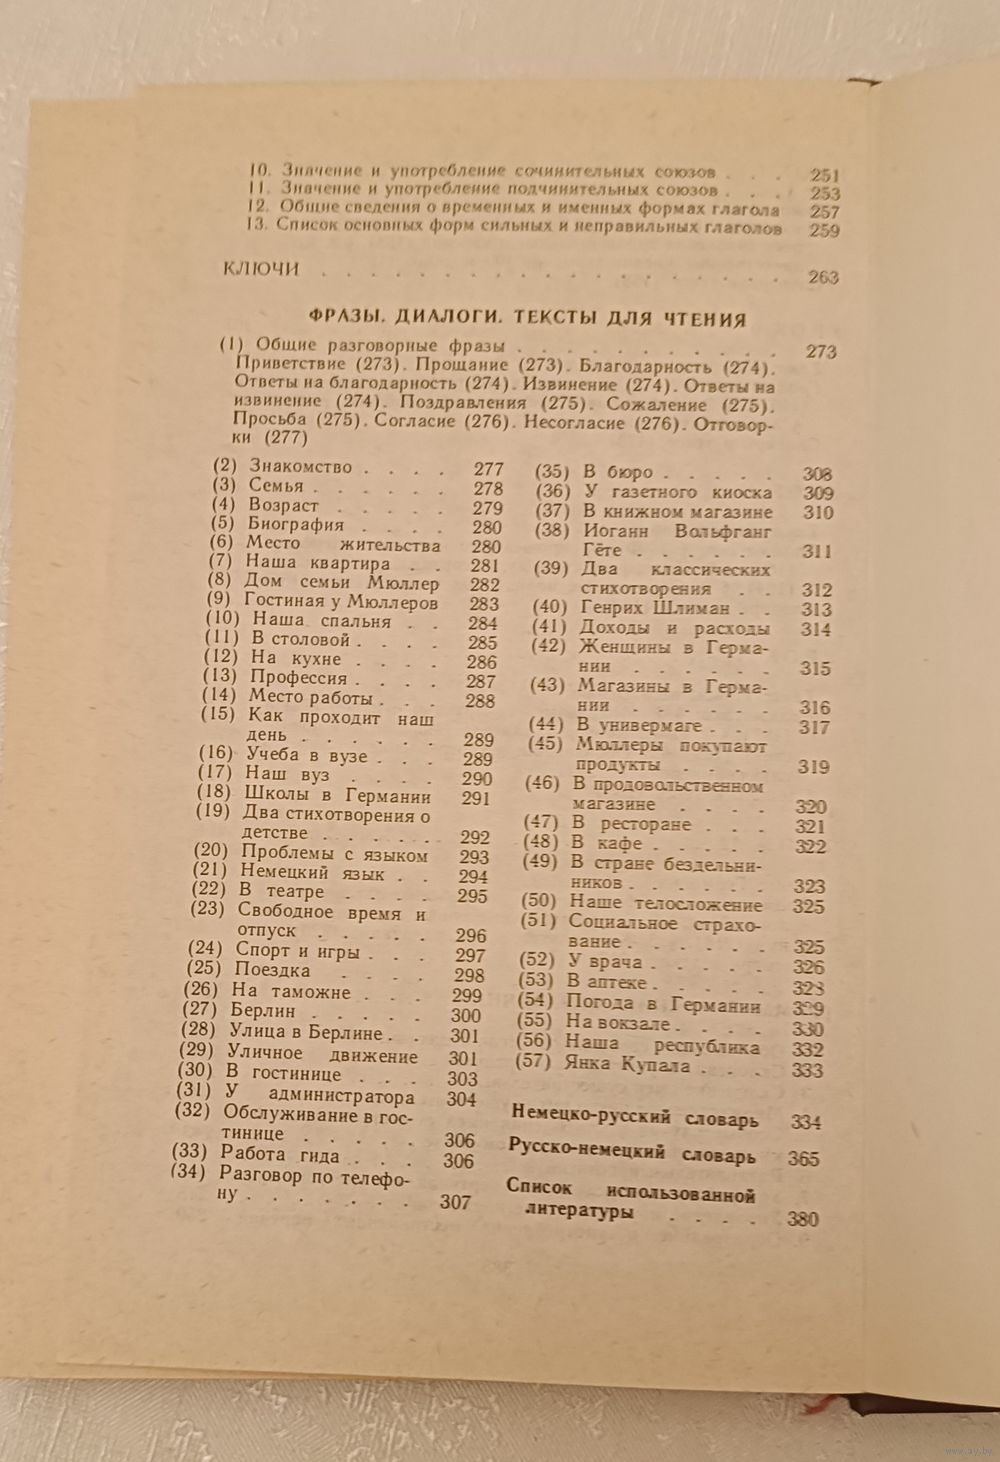 10. Значение и употребление сочинительных союзов . . . 251
11. Значение и употребление подчинительных союзов . . . 253
12. Общие сведения о временных и именных формах глагола 257
13. Список основных форм сильных и неправильных глаголов 259
КЛЮЧИ . . . . . . . . . . . . . . . . . . . 263
ФРАЗЫ. ДИАЛОГИ. ТЕКСТЫ ДЛЯ ЧТЕНИЯ
(1) Общие разговорные фразы . . . . . . . . . . . 273
Приветствие (273). Прощание (273). Благодарность (274).
Ответы на благодарность (274). Извинение (274). Ответы на
извинение (274). Поздравления (275). Сожаление (275).
Просьба (275). Согласие (276). Несогласие (276). Отговор-
ки (277)
(2) Знакомство . . . . 277
(3) Семья . . . . . . 278
(4) Возраст . . . . . 279
(5) Биография . . . . 280
(6) Место жительства 280
(7) Наша квартира . . 281
(8) Дом семьи Мюллер 282
(9) Гостиная у Мюллеров 283
(10) Наша спальня . . 284
(11) В столовой . . . . 285
(12) На кухне . . . . 286
(13) Профессия . . . . 287
(14) Место работы . . . 288
(15) Как проходит наш
день . . . . . . 289
(16) Учеба в вузе . . . 289
(17) Наш вуз . . . . 290
(18) Школы в Германии 291
(19) Два стихотворения о
детстве . . . . . . 292
(20) Проблемы с языком 293
(21) Немецкий язык . . 294
(22) В театре . . . . 295
(23) Свободное время и
отпуск . . . . . 296
(24) Спорт и игры . . . 297
(25) Поездка . . . . 298
(26) На таможне . . . 299
(27) Берлин . . . . . 300
(28) Улица в Берлине . . 301
(29) Уличное движение 301
(30) В гостинице . . . 303
(31) У администратора 304
(32) Обслуживание в гос-
тинице . . . . . 306
(33) Работа гида . . . 306
(34) Разговор по телефо-
ну . . . . . . . 307
(35) В бюро . . . . . 308
(36) У газетного киоска 309
(37) В книжном магазине 310
(38) Иоганн Вольфганг
Гёте . . . . . . 311
(39) Два классических
стихотворения . . 312
(40) Генрих Шлиман . . 313
(41) Доходы и расходы 314
(42) Женщины в Герма-
нии . . . . . . 315
(43) Магазины в Герма-
нии . . . . . . 316
(44) В универмаге . . . 317
(45) Мюллеры покупают
продукты . . . . 319
(46) В продовольственном
магазине . . . . 320
(47) В ресторане . . . 321
(48) В кафе . . . . . 322
(49) В стране бездельни-
ников . . . . . . 323
(50) Наше телосложение 325
(51) Социальное страхо-
вание . . . . . . 325
(52) У врача . . . . . 326
(53) В аптеке . . . . . 328
(54) Погода в Германии 329
(55) На вокзале . . . . 330
(56) Наша республика 332
(57) Янка Купала . . . 333
Немецко-русский словарь 334
Русско-немецкий словарь 365
Список использованной
литературы . . . . 380
www.ay.by